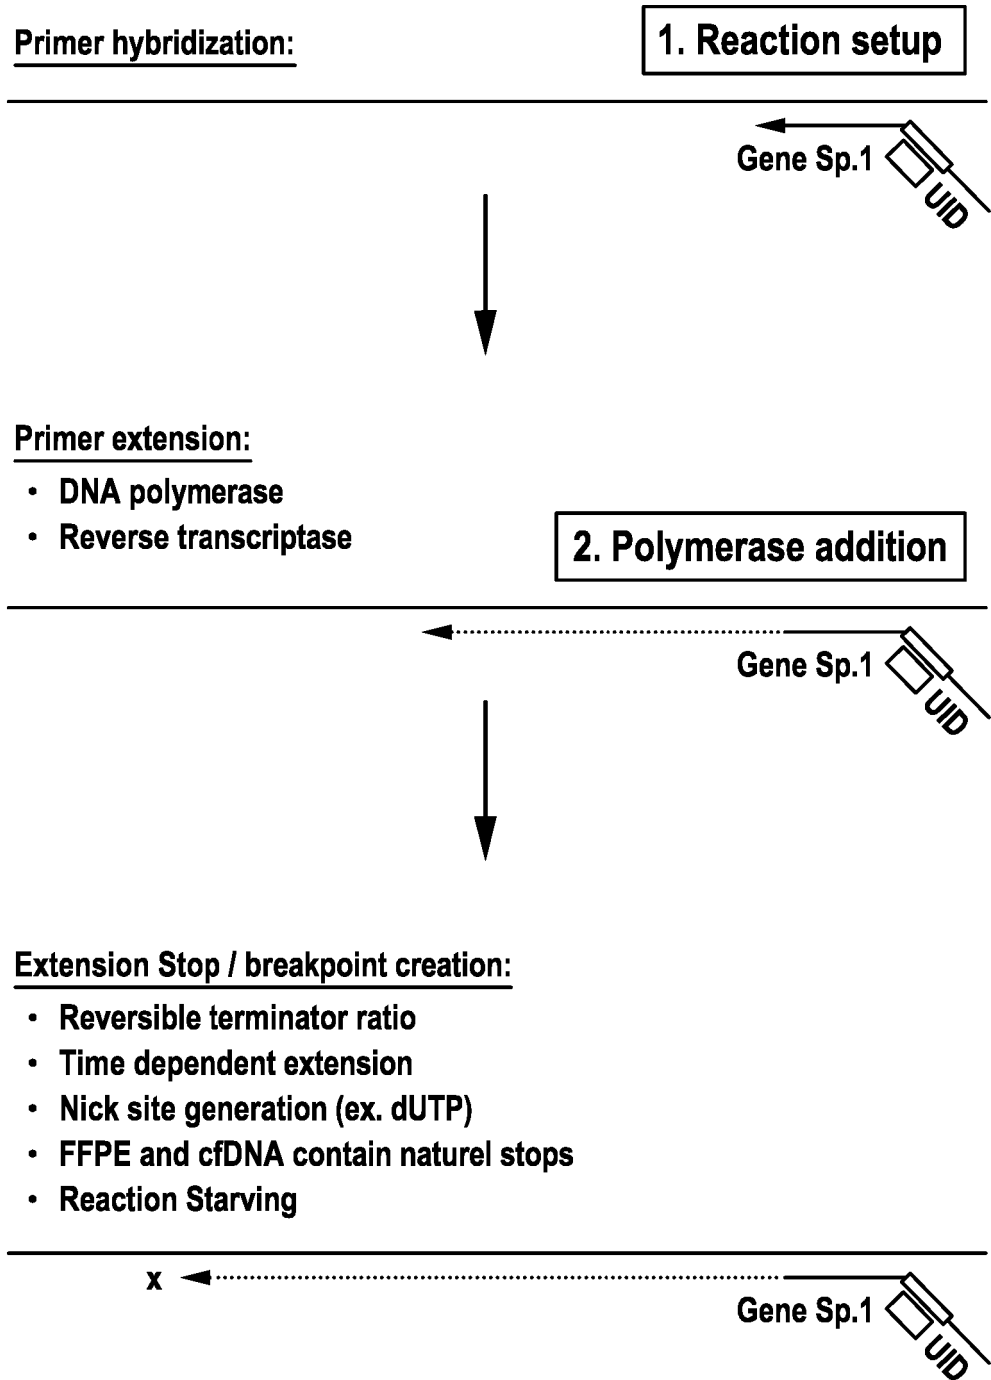 Primer hybridization:
1. Reaction setup
Gene Sp.1
UID
Primer extension:
• DNA polymerase
• Reverse transcriptase
2. Polymerase addition
Gene Sp.1
UID
Extension Stop / breakpoint creation:
• Reversible terminator ratio
• Time dependent extension
• Nick site generation (ex. dUTP)
• FFPE and cfDNA contain naturel stops
• Reaction Starving
x
Gene Sp.1
UID